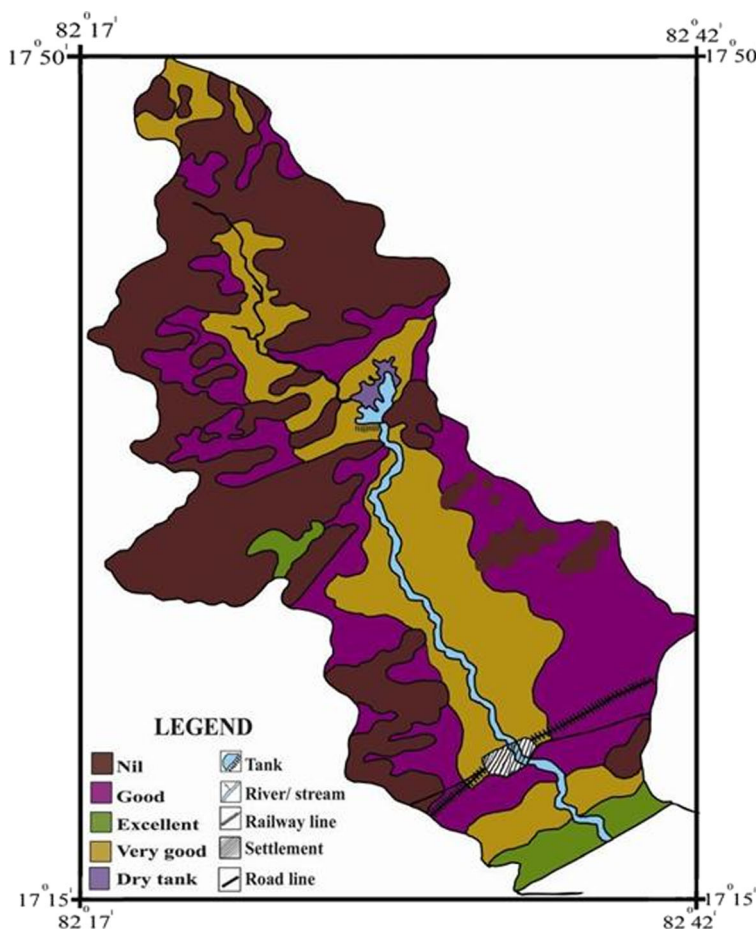 82° 17' 82° 42'
17° 50' 17° 50'
LEGEND
Nil Tank
Good River/ stream
Excellent Railway line
Very good Settlement
Dry tank Road line
17° 15' 17° 15'
82° 17' 82° 42'